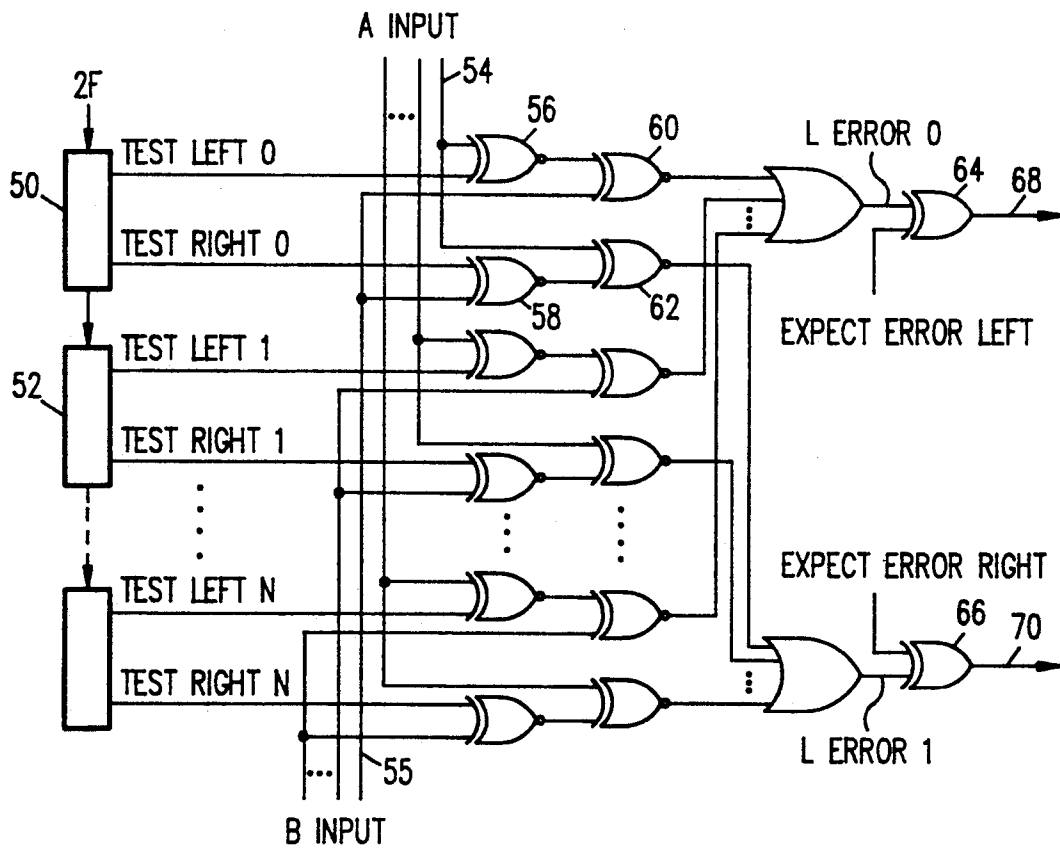 A INPUT
54
2F
56
60
L ERROR 0
64
68
TEST LEFT 0
50
TEST RIGHT 0
58
62
EXPECT ERROR LEFT
TEST LEFT 1
52
TEST RIGHT 1
EXPECT ERROR RIGHT
TEST LEFT N
66
70
TEST RIGHT N
55
L ERROR 1
B INPUT